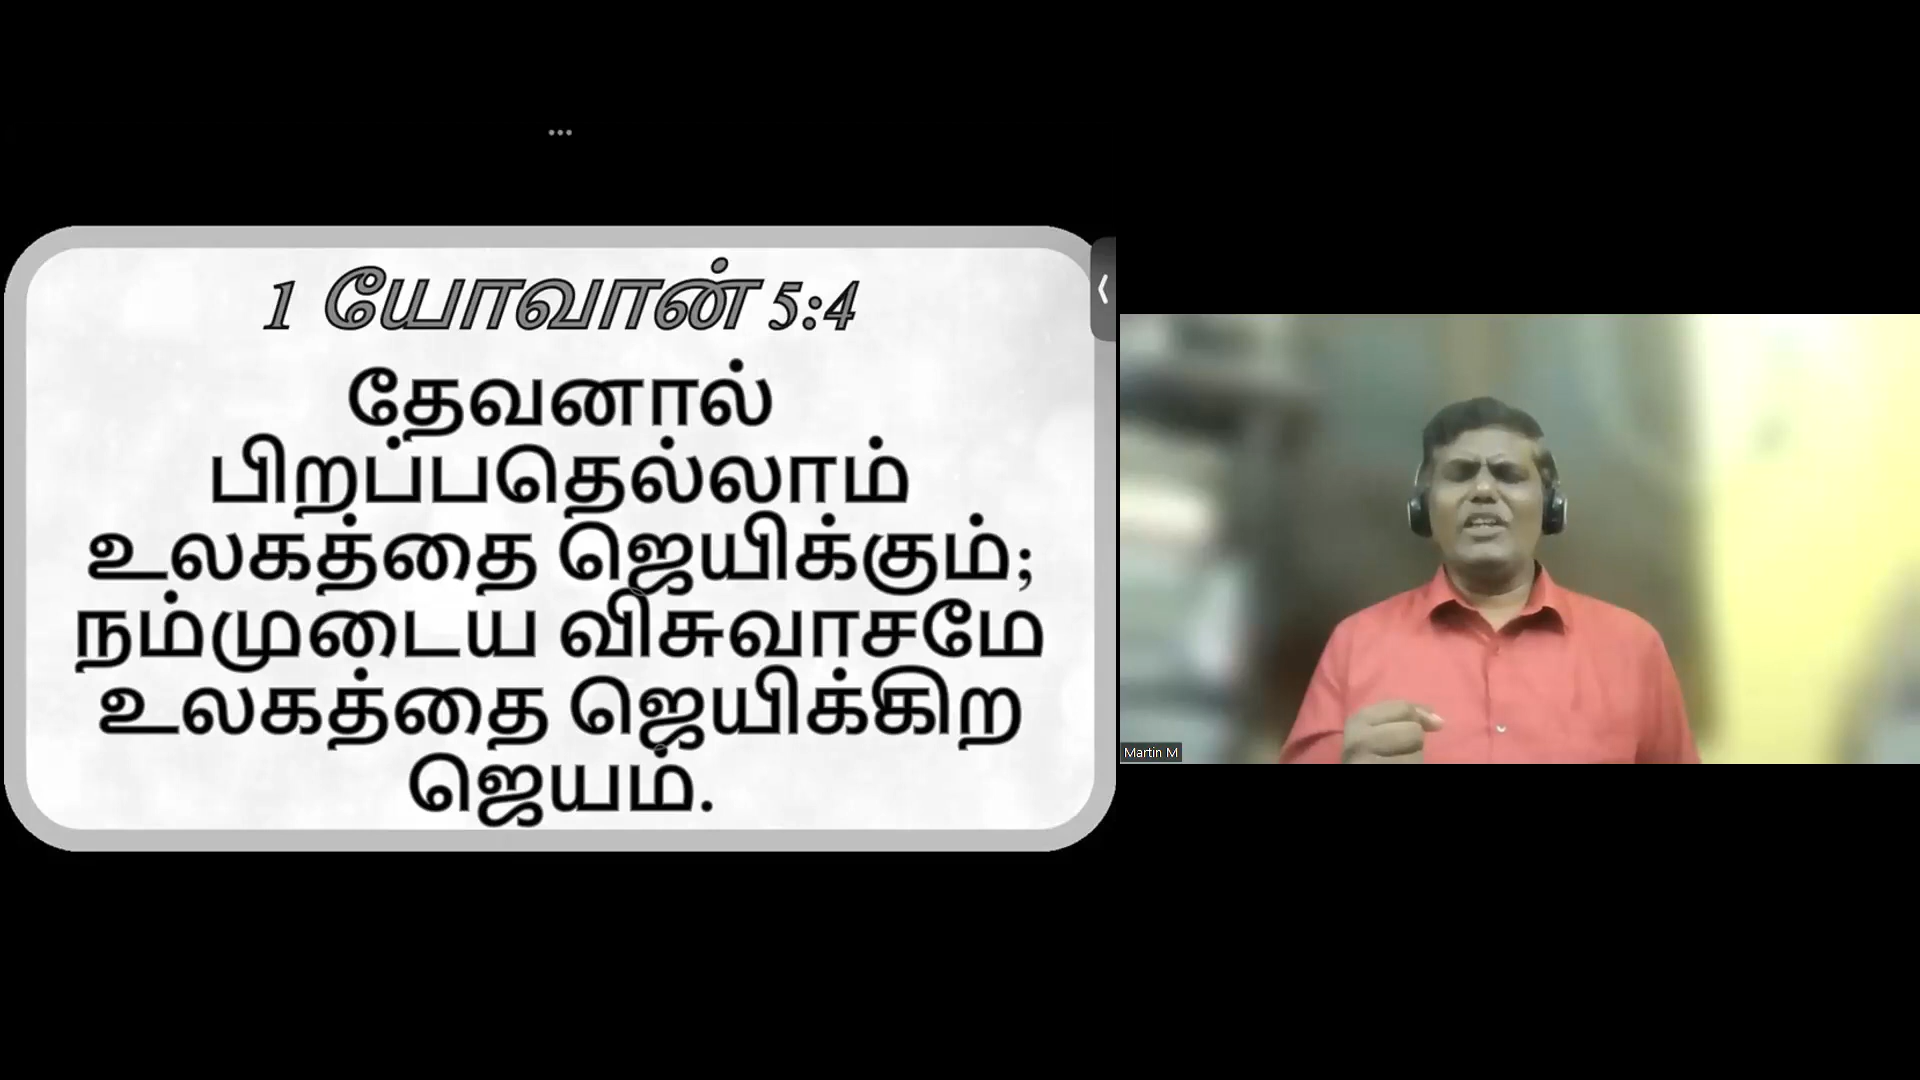 1 யோவான் 5:4
தேவனால்
பிறப்பதெல்லாம்
உலகத்தை ஜெயிக்கும்;
நம்முடைய விசுவாசமே
உலகத்தை ஜெயிக்கிற
ஜெயம்.
Martin M